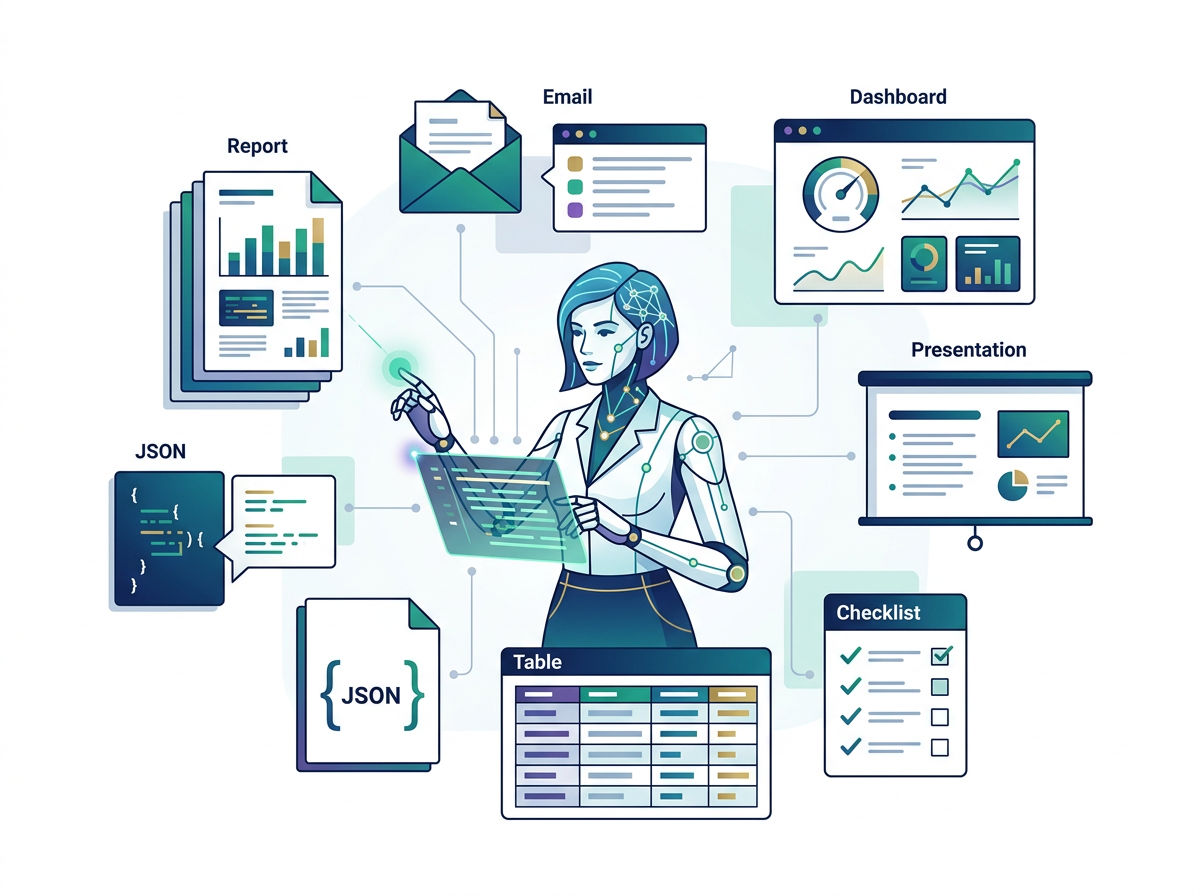 Email
Dashboard
Report
Presentation
JSON
{
{
) {
}
}
Checklist
{JSON}
Table